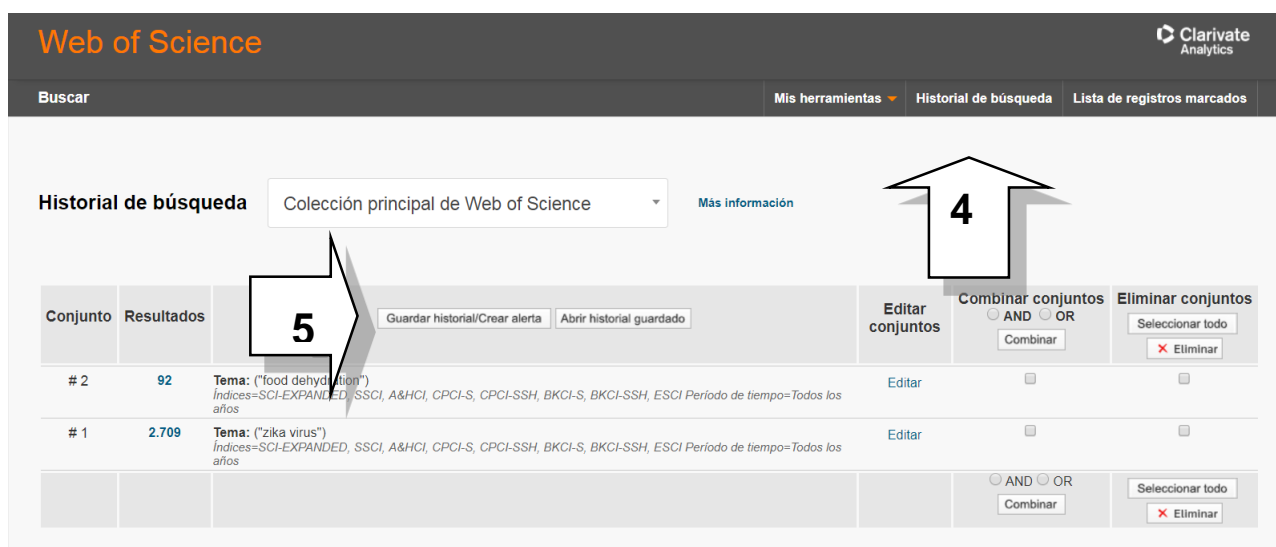 Web of Science
Clarivate
Analytics
Buscar
Mis herramientas
Historial de búsqueda
Lista de registros marcados
Historial de búsqueda
Colección principal de Web of Science
Más información
4
5
Conjunto
Resultados
Guardar historial/Crear alerta
Abrir historial guardado
Editar
conjuntos
Combinar conjuntos
AND OR
Combinar
Eliminar conjuntos
Seleccionar todo
Eliminar
# 2
92
Tema: ("food dehydration")
Índices=SCI-EXPANDED, SSCI, A&HCI, CPCI-S, CPCI-SSH, BKCI-S, BKCI-SSH, ESCI Período de tiempo=Todos los
años
Editar
# 1
2.709
Tema: ("zika virus")
Índices=SCI-EXPANDED, SSCI, A&HCI, CPCI-S, CPCI-SSH, BKCI-S, BKCI-SSH, ESCI Período de tiempo=Todos los
años
Editar
AND OR
Combinar
Seleccionar todo
Eliminar